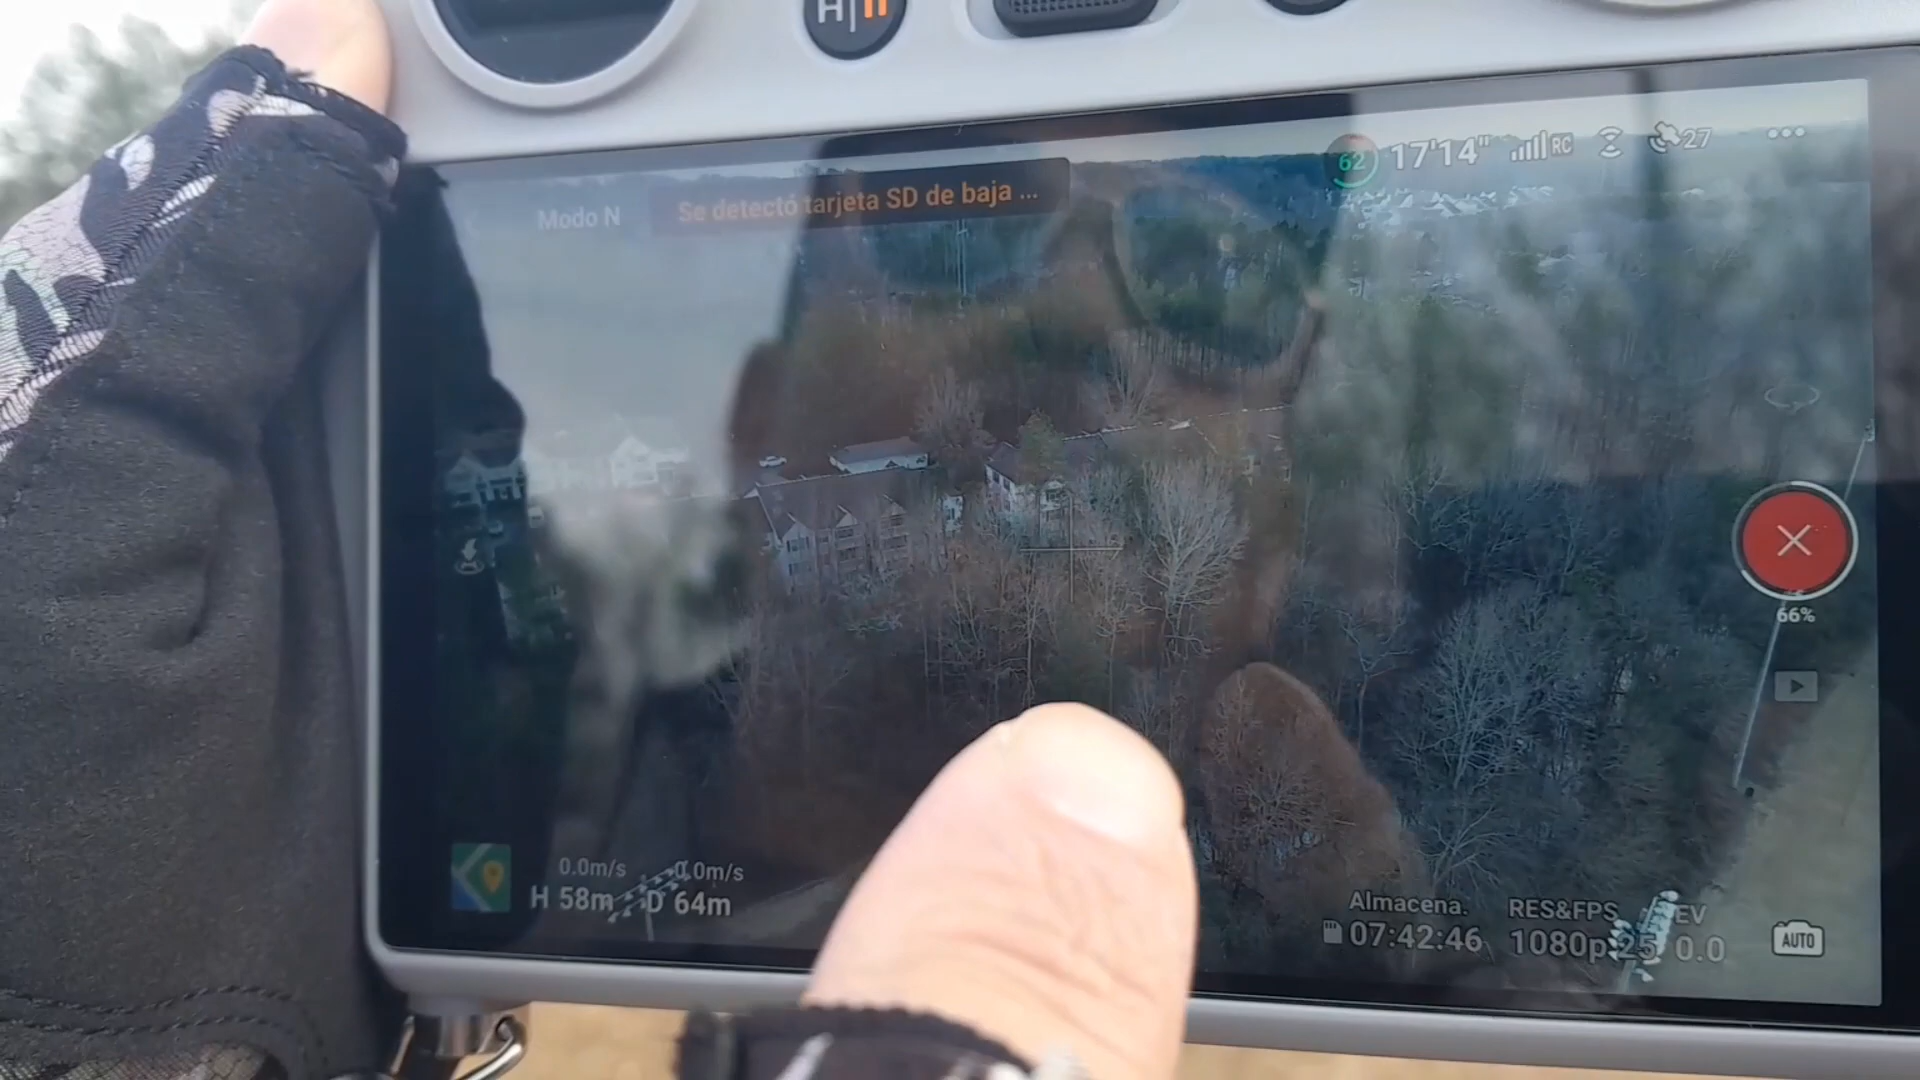 Modo N
Se detectó tarjeta SD de baja ...
62
17'14"
RC
27
66%
0.0m/s
0.0m/s
H 58m
D 64m
Almacena.
07:42:46
RES&FPS
1080p 25
EV
0.0
AUTO